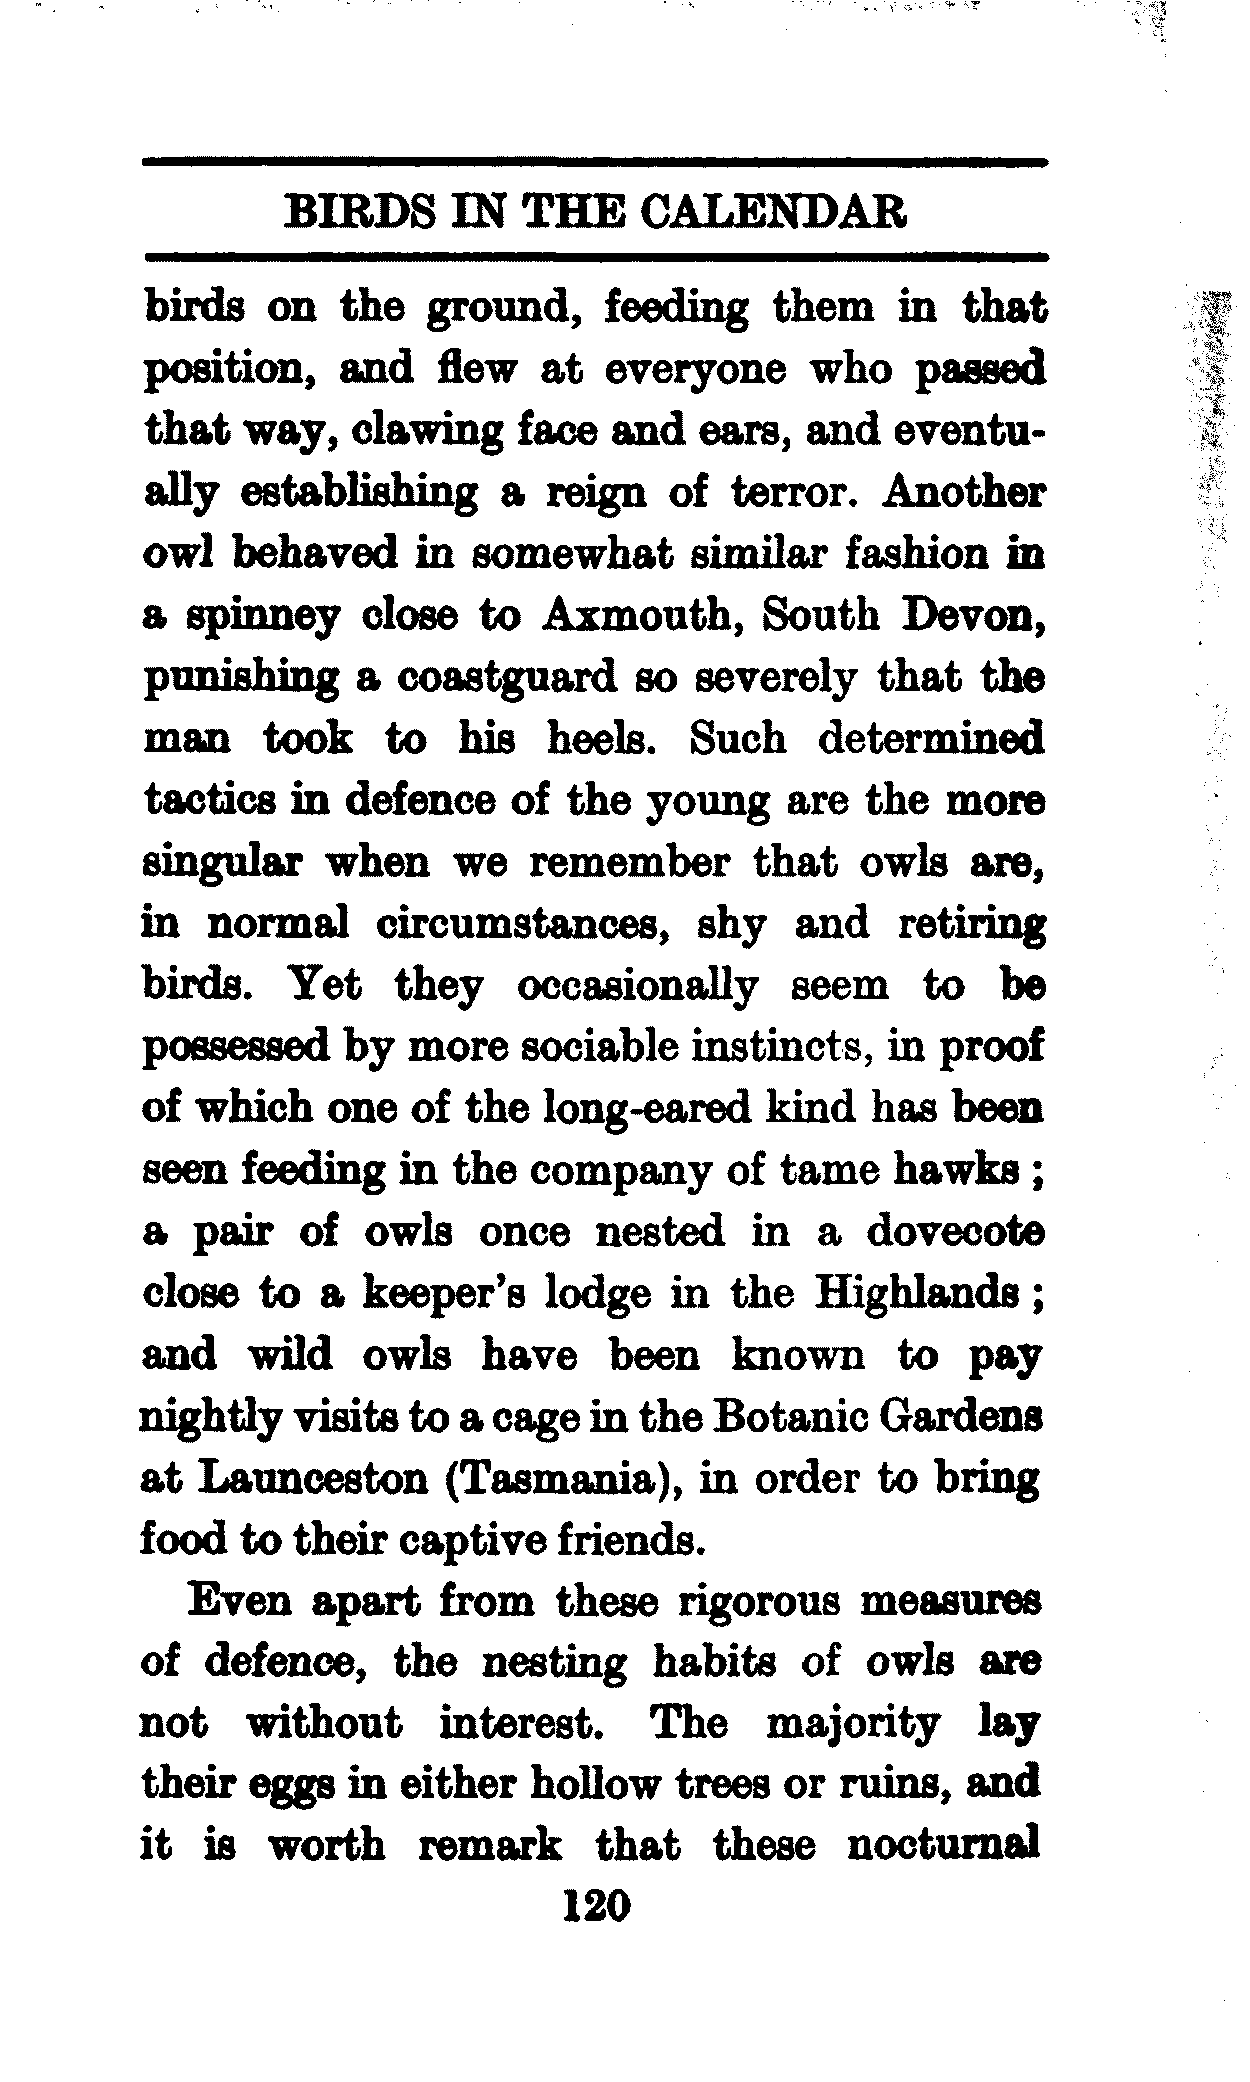 BIRDS IN THE CALENDAR
birds on the ground, feeding them in that
position, and flew at everyone who passed
that way, clawing face and ears, and eventu-
ally establishing a reign of terror. Another
owl behaved in somewhat similar fashion in
a spinney close to Axmouth, South Devon,
punishing a coastguard so severely that the
man took to his heels. Such determined
tactics in defence of the young are the more
singular when we remember that owls are,
in normal circumstances, shy and retiring
birds. Yet they occasionally seem to be
possessed by more sociable instincts, in proof
of which one of the long-eared kind has been
seen feeding in the company of tame hawks ;
a pair of owls once nested in a dovecote
close to a keeper's lodge in the Highlands ;
and wild owls have been known to pay
nightly visits to a cage in the Botanic Gardens
at Launceston (Tasmania), in order to bring
food to their captive friends.
Even apart from these rigorous measures
of defence, the nesting habits of owls are
not without interest. The majority lay
their eggs in either hollow trees or ruins, and
it is worth remark that these nocturnal
120